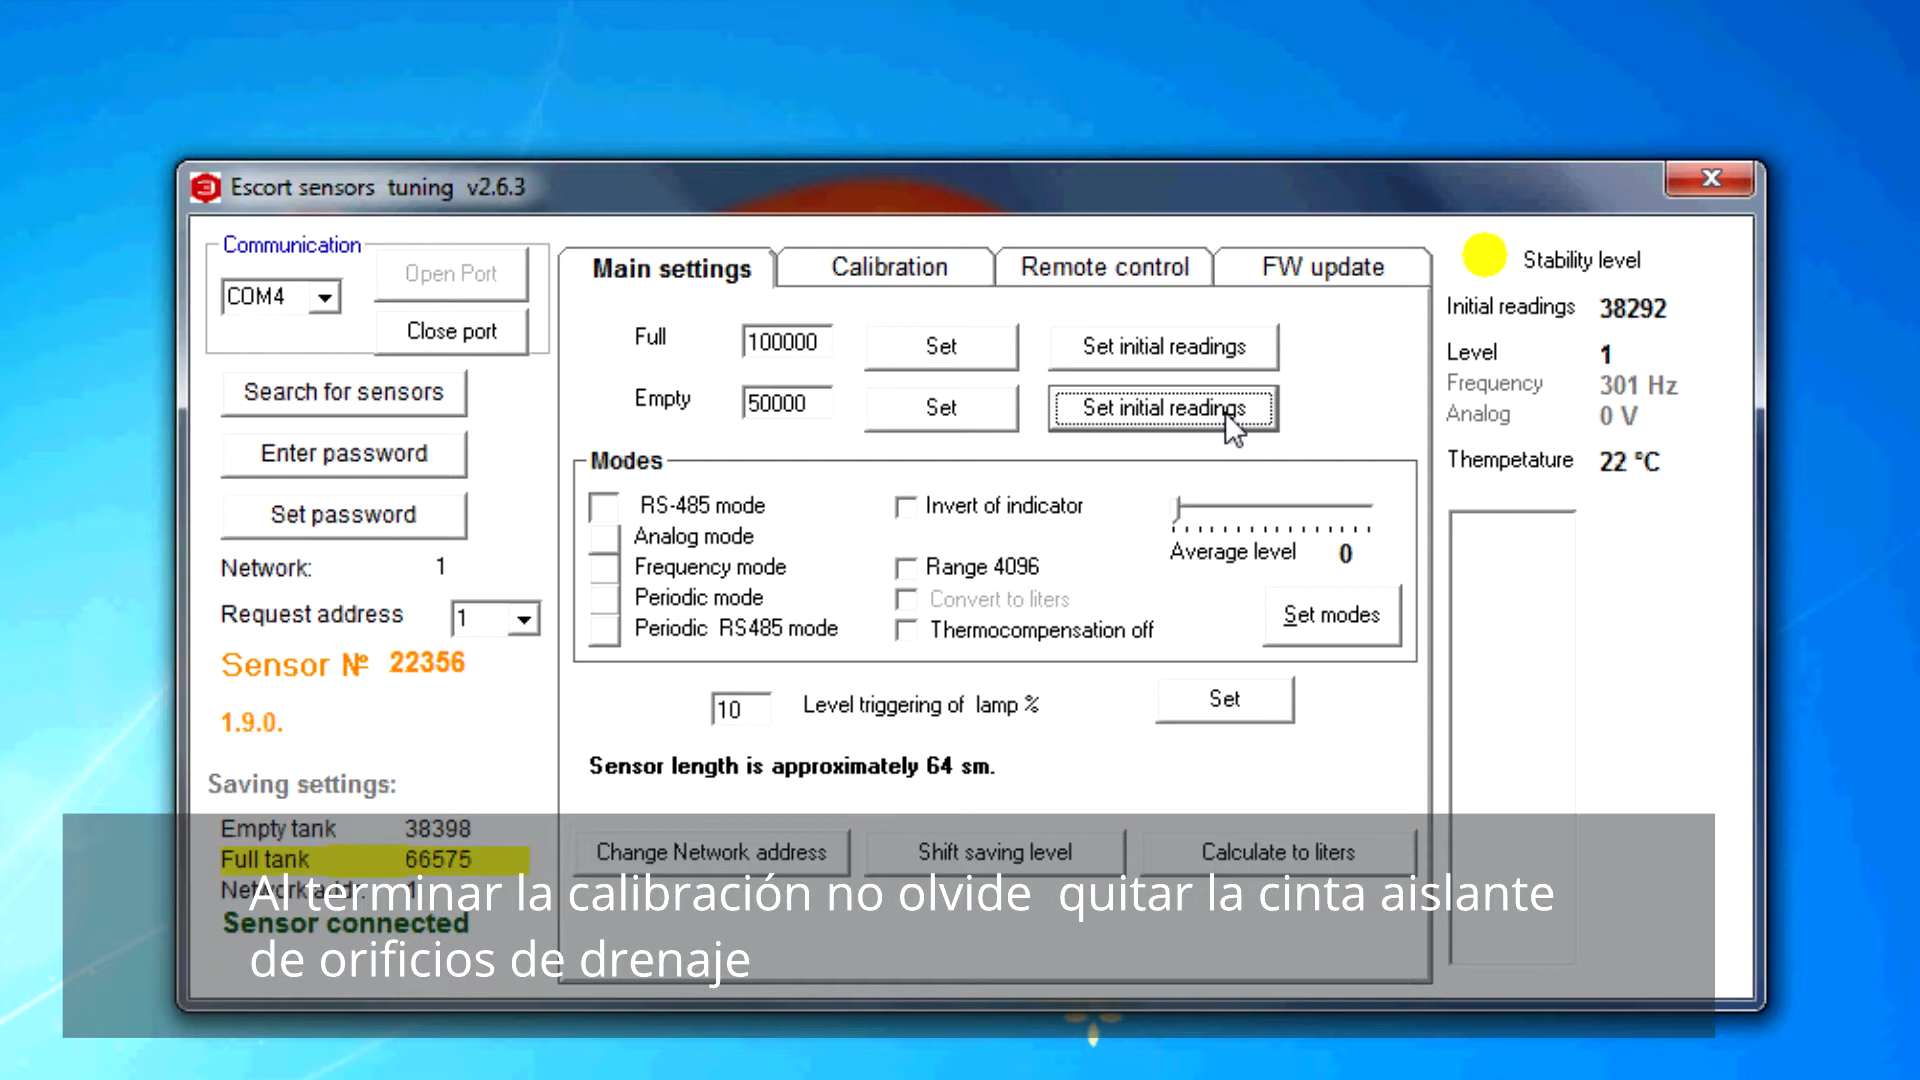 Escort sensors tuning v2.6.3
x
Communication
COM4
Open Port
Close port
Search for sensors
Enter password
Set password
Network: 1
Request address 1
Sensor № 22356
1.9.0.
Saving settings:
Empty tank 38398
Full tank 66575
Sensor connected
Main settings
Calibration
Remote control
FW update
Full 100000 Set Set initial readings
Empty 50000 Set Set initial readings
Modes
RS-485 mode
Analog mode
Frequency mode
Periodic mode
Periodic RS485 mode
Invert of indicator
Range 4096
Convert to liters
Thermocompensation off
Average level 0
Set modes
10 Level triggering of lamp % Set
Sensor length is approximately 64 sm.
Change Network address
Shift saving level
Calculate to liters
Stability level
Initial readings 38292
Level 1
Frequency 301 Hz
Analog 0 V
Thempetature 22 °C
Al terminar la calibración no olvide quitar la cinta aislante
de orificios de drenaje